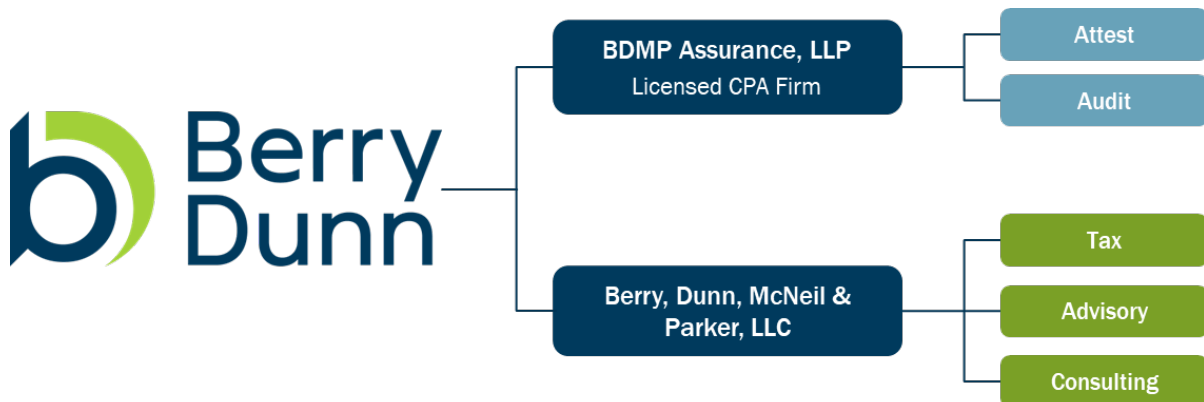 Berry
Dunn
BDMP Assurance, LLP
Licensed CPA Firm
Attest
Audit
Berry, Dunn, McNeil &
Parker, LLC
Tax
Advisory
Consulting